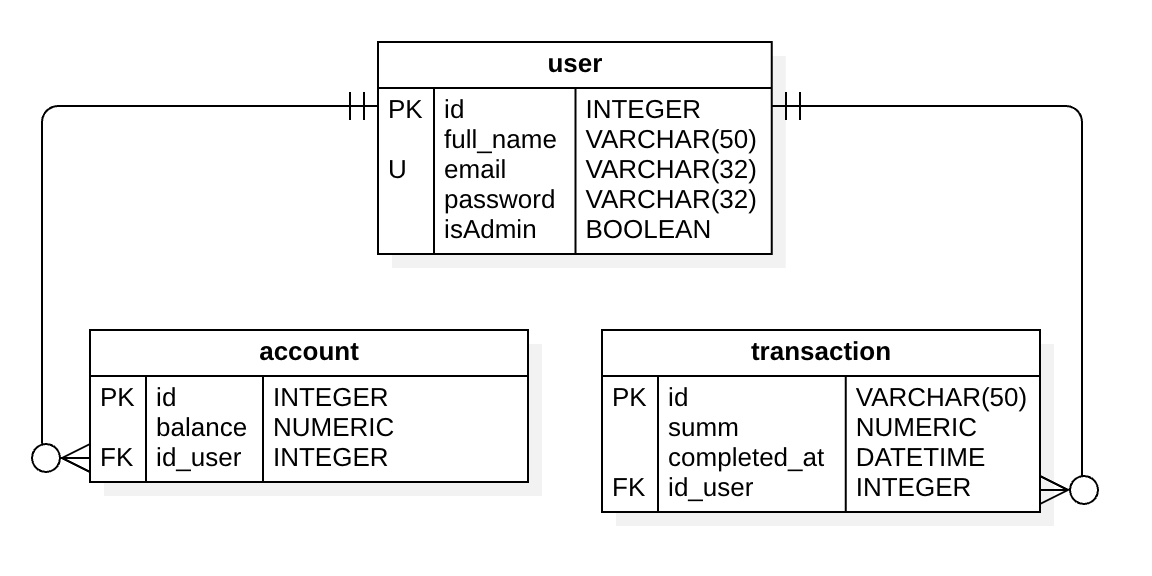 user
PK id INTEGER
full_name VARCHAR(50)
U email VARCHAR(32)
password VARCHAR(32)
isAdmin BOOLEAN
account
PK id INTEGER
balance NUMERIC
FK id_user INTEGER
transaction
PK id VARCHAR(50)
summ NUMERIC
completed_at DATETIME
FK id_user INTEGER